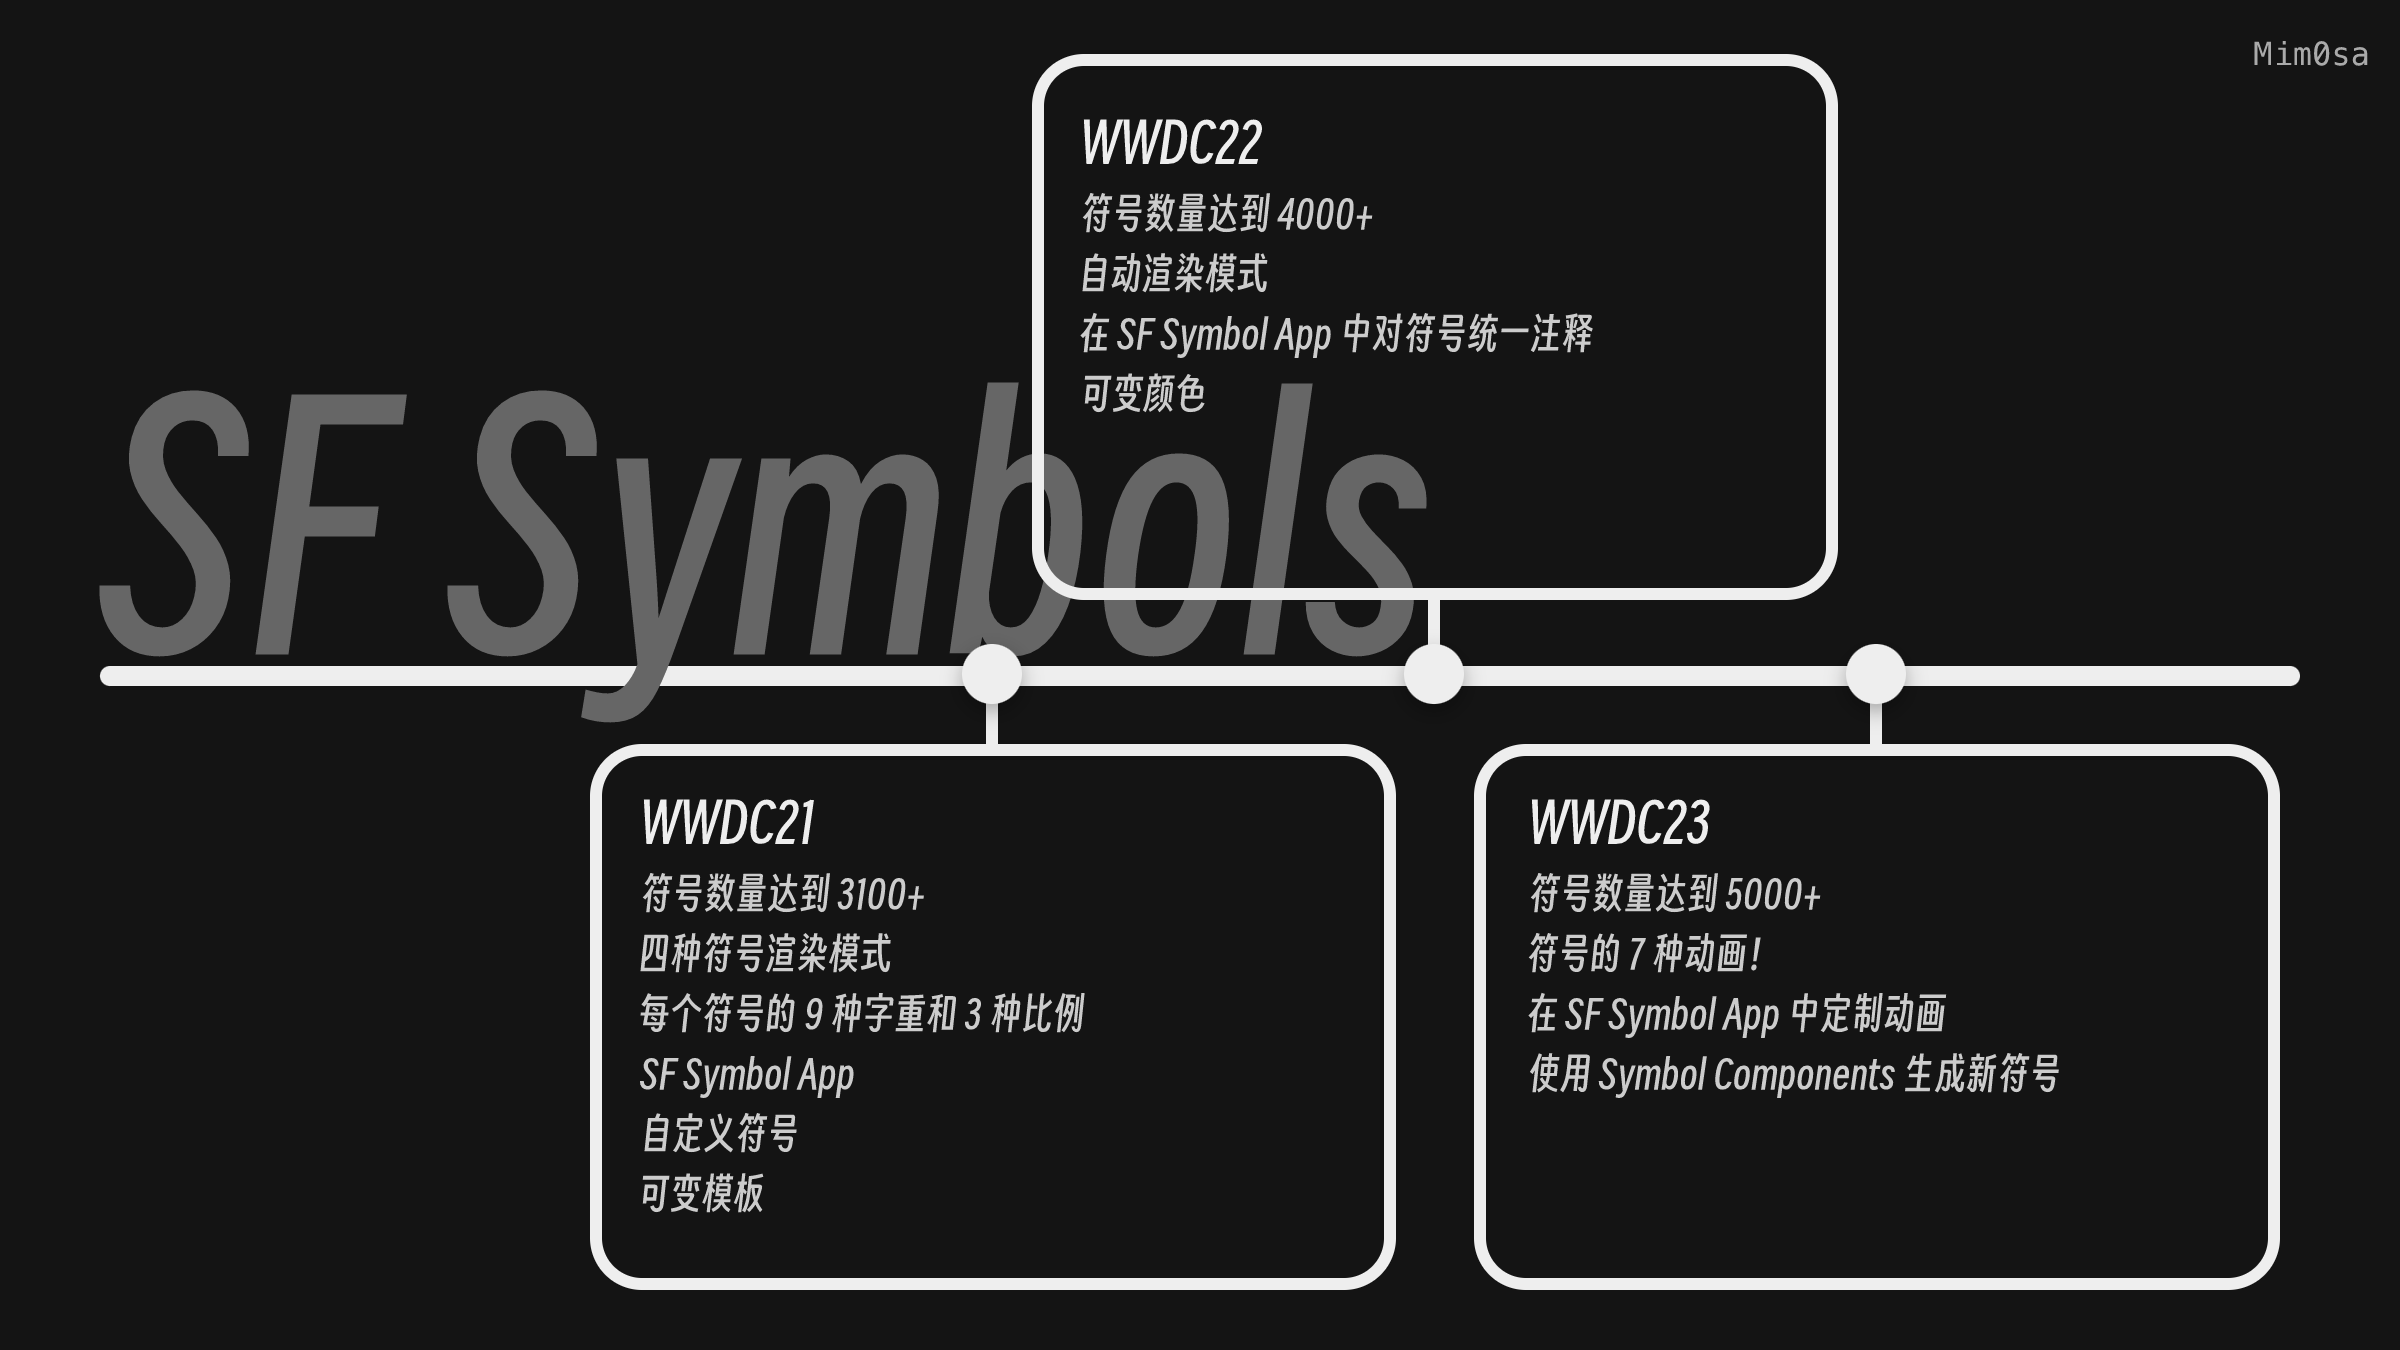 Mim0sa
SF Symbols
WWDC21
符号数量达到 3100+
四种符号渲染模式
每个符号的 9 种字重和 3 种比例
SF Symbol App
自定义符号
可变模板
WWDC22
符号数量达到 4000+
自动渲染模式
在 SF Symbol App 中对符号统一注释
可变颜色
WWDC23
符号数量达到 5000+
符号的 7 种动画！
在 SF Symbol App 中定制动画
使用 Symbol Components 生成新符号